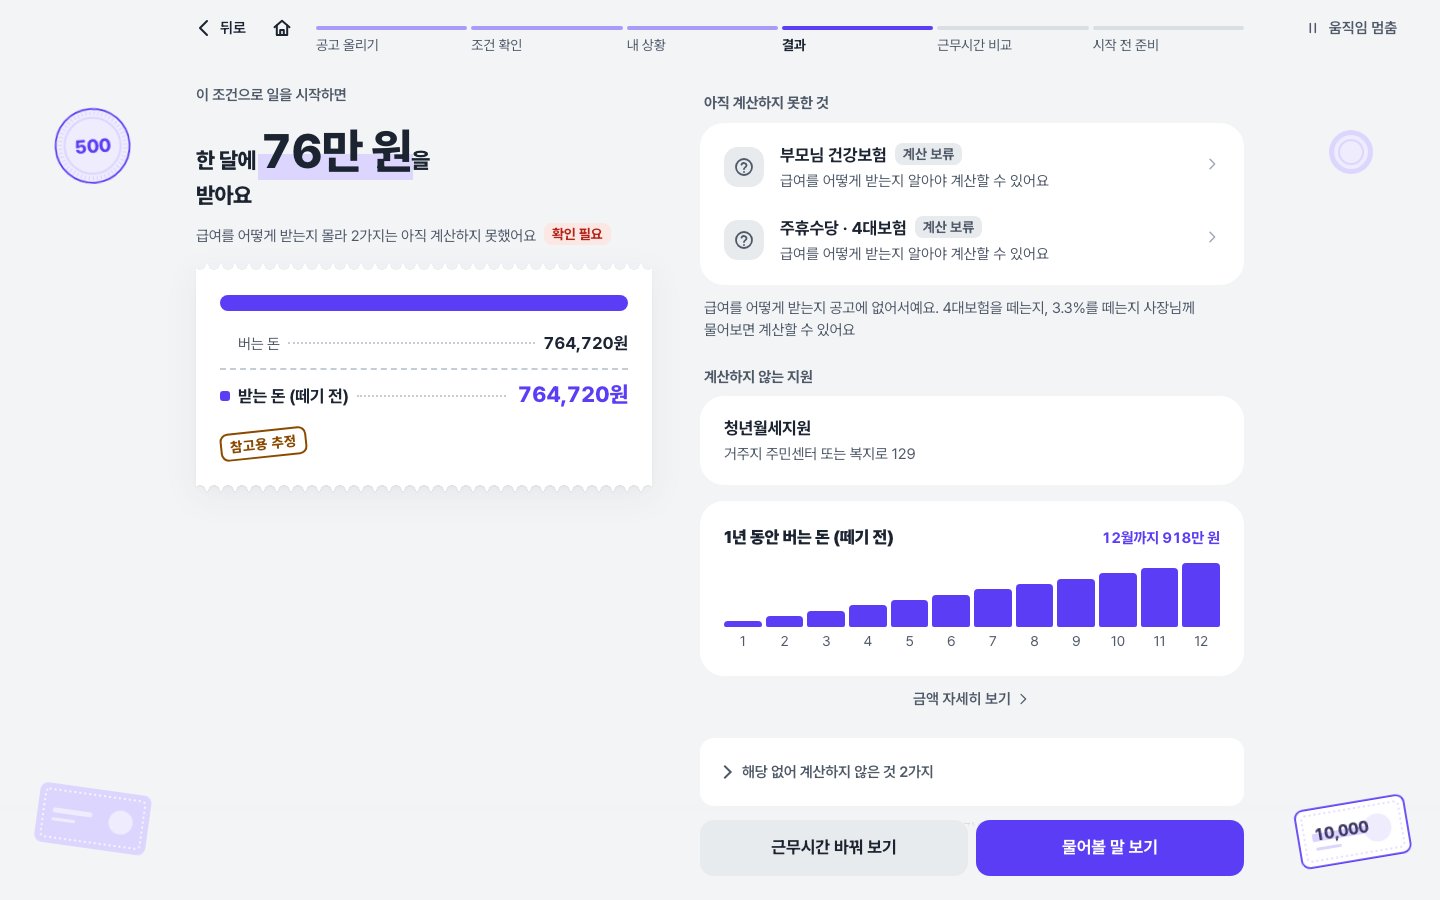 뒤로
공고 올리기
조건 확인
내 상황
결과
근무시간 비교
시작 전 준비
움직임 멈춤
500
이 조건으로 일을 시작하면
한 달에 76만 원을
받아요
급여를 어떻게 받는지 몰라 2가지는 아직 계산하지 못했어요 확인 필요
버는 돈 764,720원
받는 돈 (떼기 전) 764,720원
참고용 추정
아직 계산하지 못한 것
부모님 건강보험 계산 보류
급여를 어떻게 받는지 알아야 계산할 수 있어요
주휴수당 · 4대보험 계산 보류
급여를 어떻게 받는지 알아야 계산할 수 있어요
급여를 어떻게 받는지 공고에 없어서예요. 4대보험을 떼는지, 3.3%를 떼는지 사장님께
물어보면 계산할 수 있어요
계산하지 않는 지원
청년월세지원
거주지 주민센터 또는 복지로 129
1년 동안 버는 돈 (떼기 전) 12월까지 918만 원
1 2 3 4 5 6 7 8 9 10 11 12
금액 자세히 보기
해당 없어 계산하지 않은 것 2가지
근무시간 바꿔 보기
물어볼 말 보기
10,000